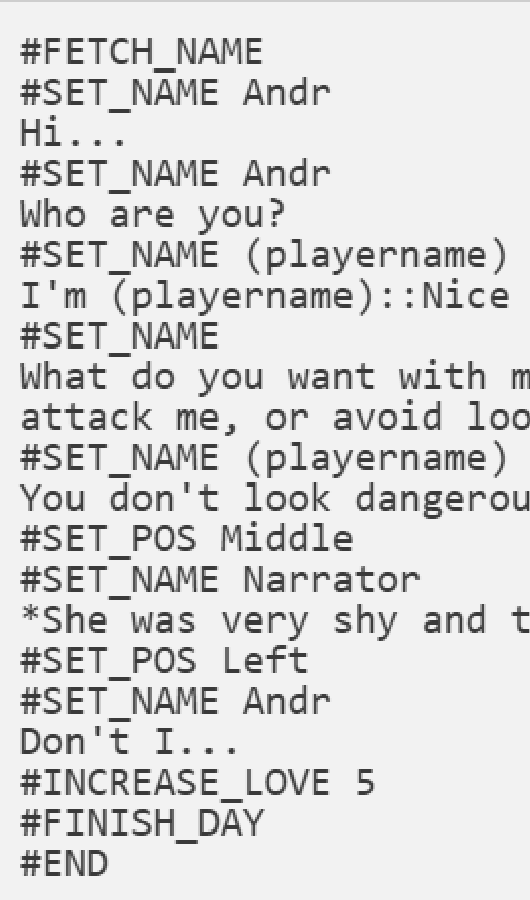 #FETCH_NAME
#SET_NAME Andr
Hi...
#SET_NAME Andr
Who are you?
#SET_NAME (playername)
I'm (playername)::Nice
#SET_NAME
What do you want with
attack me, or avoid
#SET_NAME (playername)
You don't look
#SET_POS Middle
#SET_NAME Narrator
*She was very shy and
#SET_POS Left
#SET_NAME Andr
Don't I...
#INCREASE_LOVE 5
#FINISH_DAY
#END